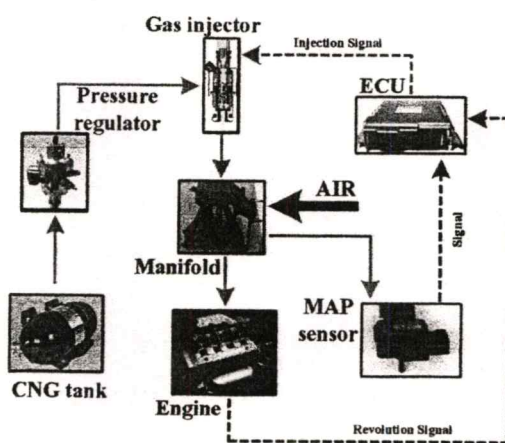 Gas injector
Injection Signal
ECU
Pressure
regulator
AIR
Signal
Manifold
MAP
sensor
CNG tank
Engine
Revolution Signal